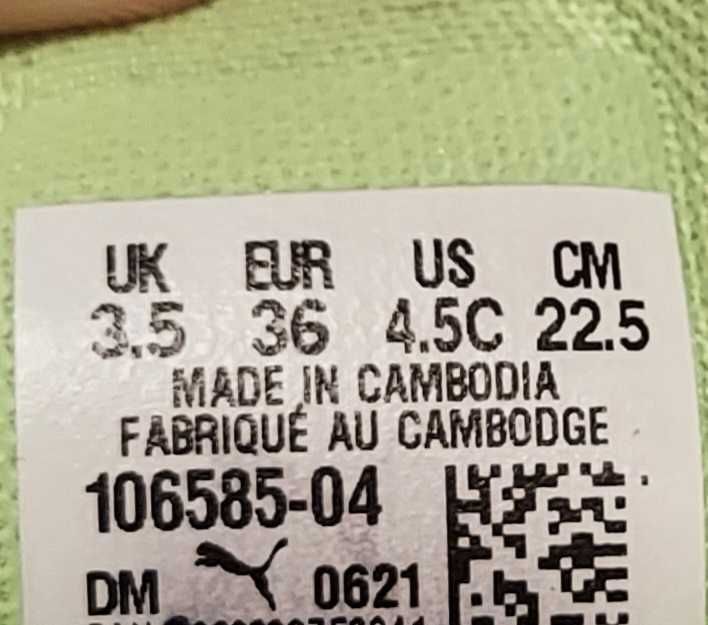 UK EUR US CM
3.5 36 4.5C 22.5
MADE IN CAMBODIA
FABRIQUÉ AU CAMBODGE
106585-04
DM 0621